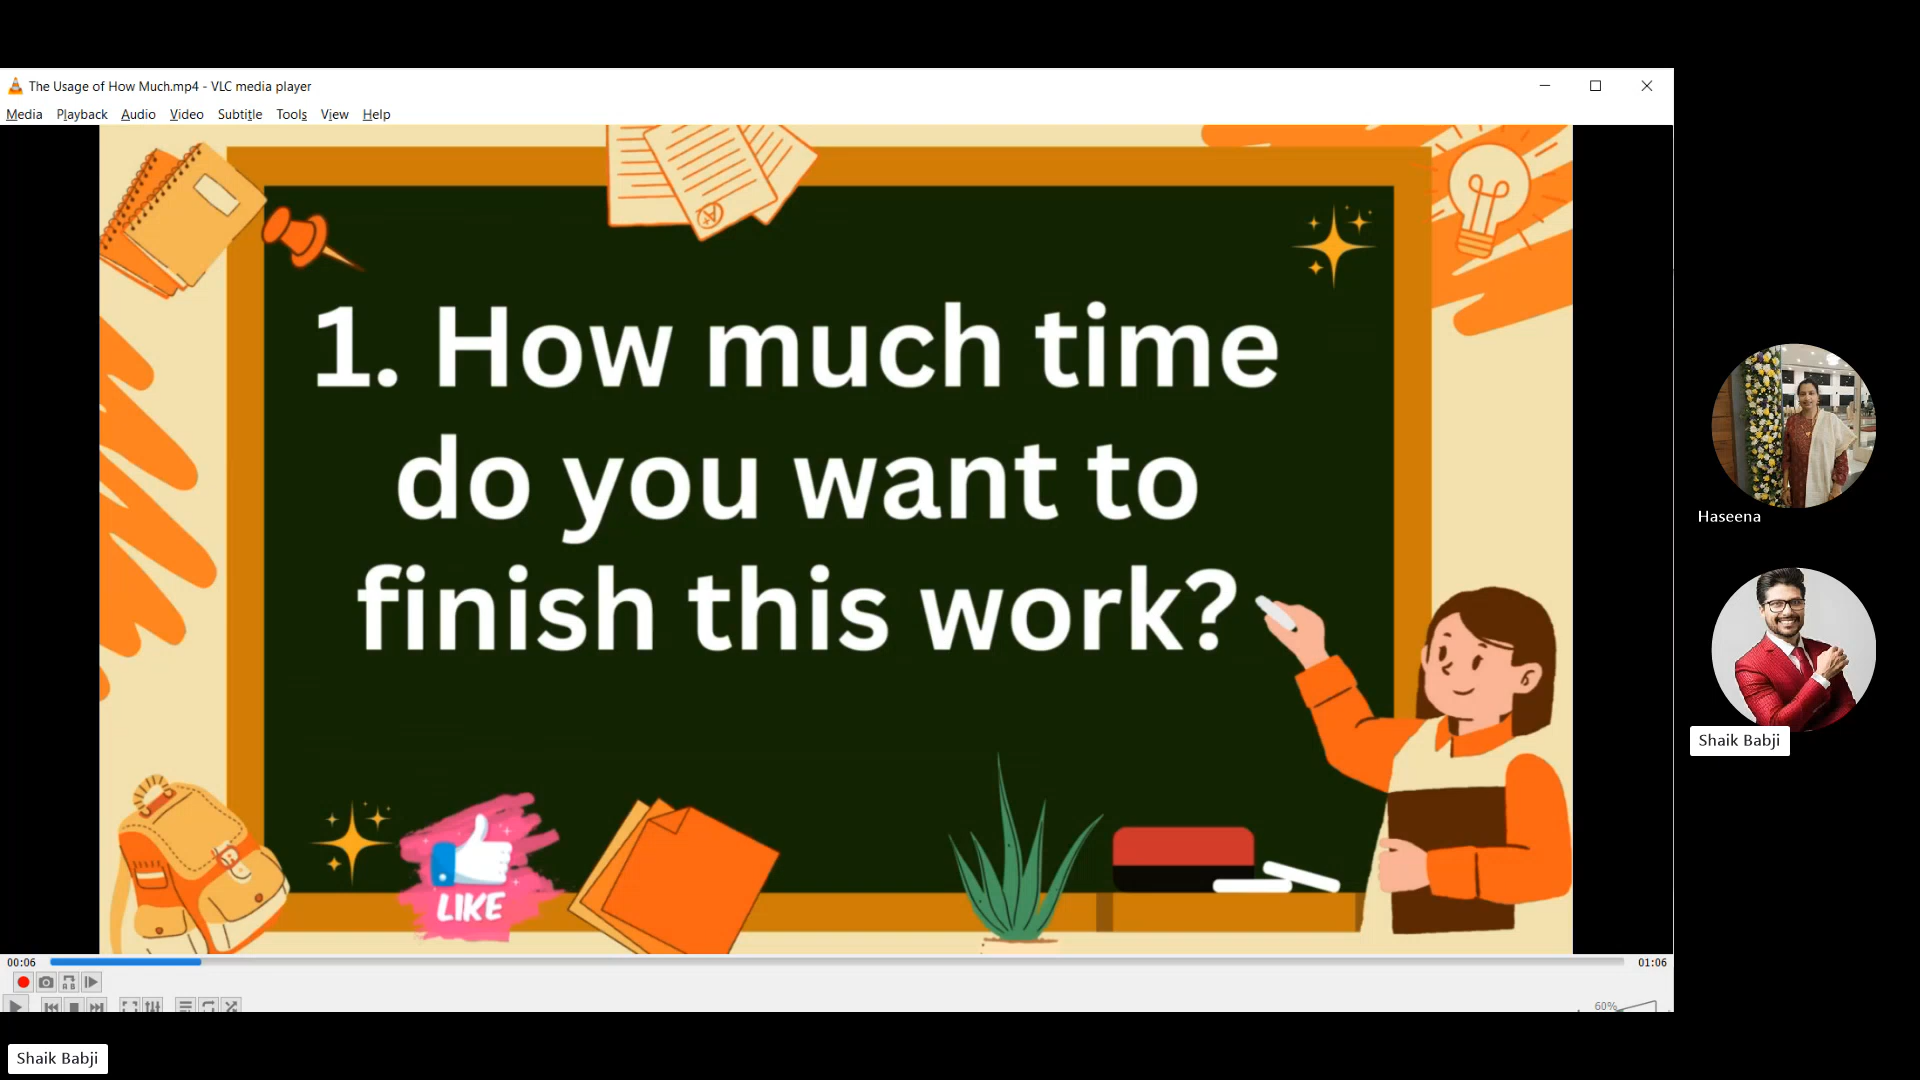 The Usage of How Much.mp4 - VLC media player
Media Playback Audio Video Subtitle Tools View Help
A+
1. How much time
do you want to
finish this work?
LIKE
Haseena
Shaik Babji
00:06
01:06
A B
60%
Shaik Babji